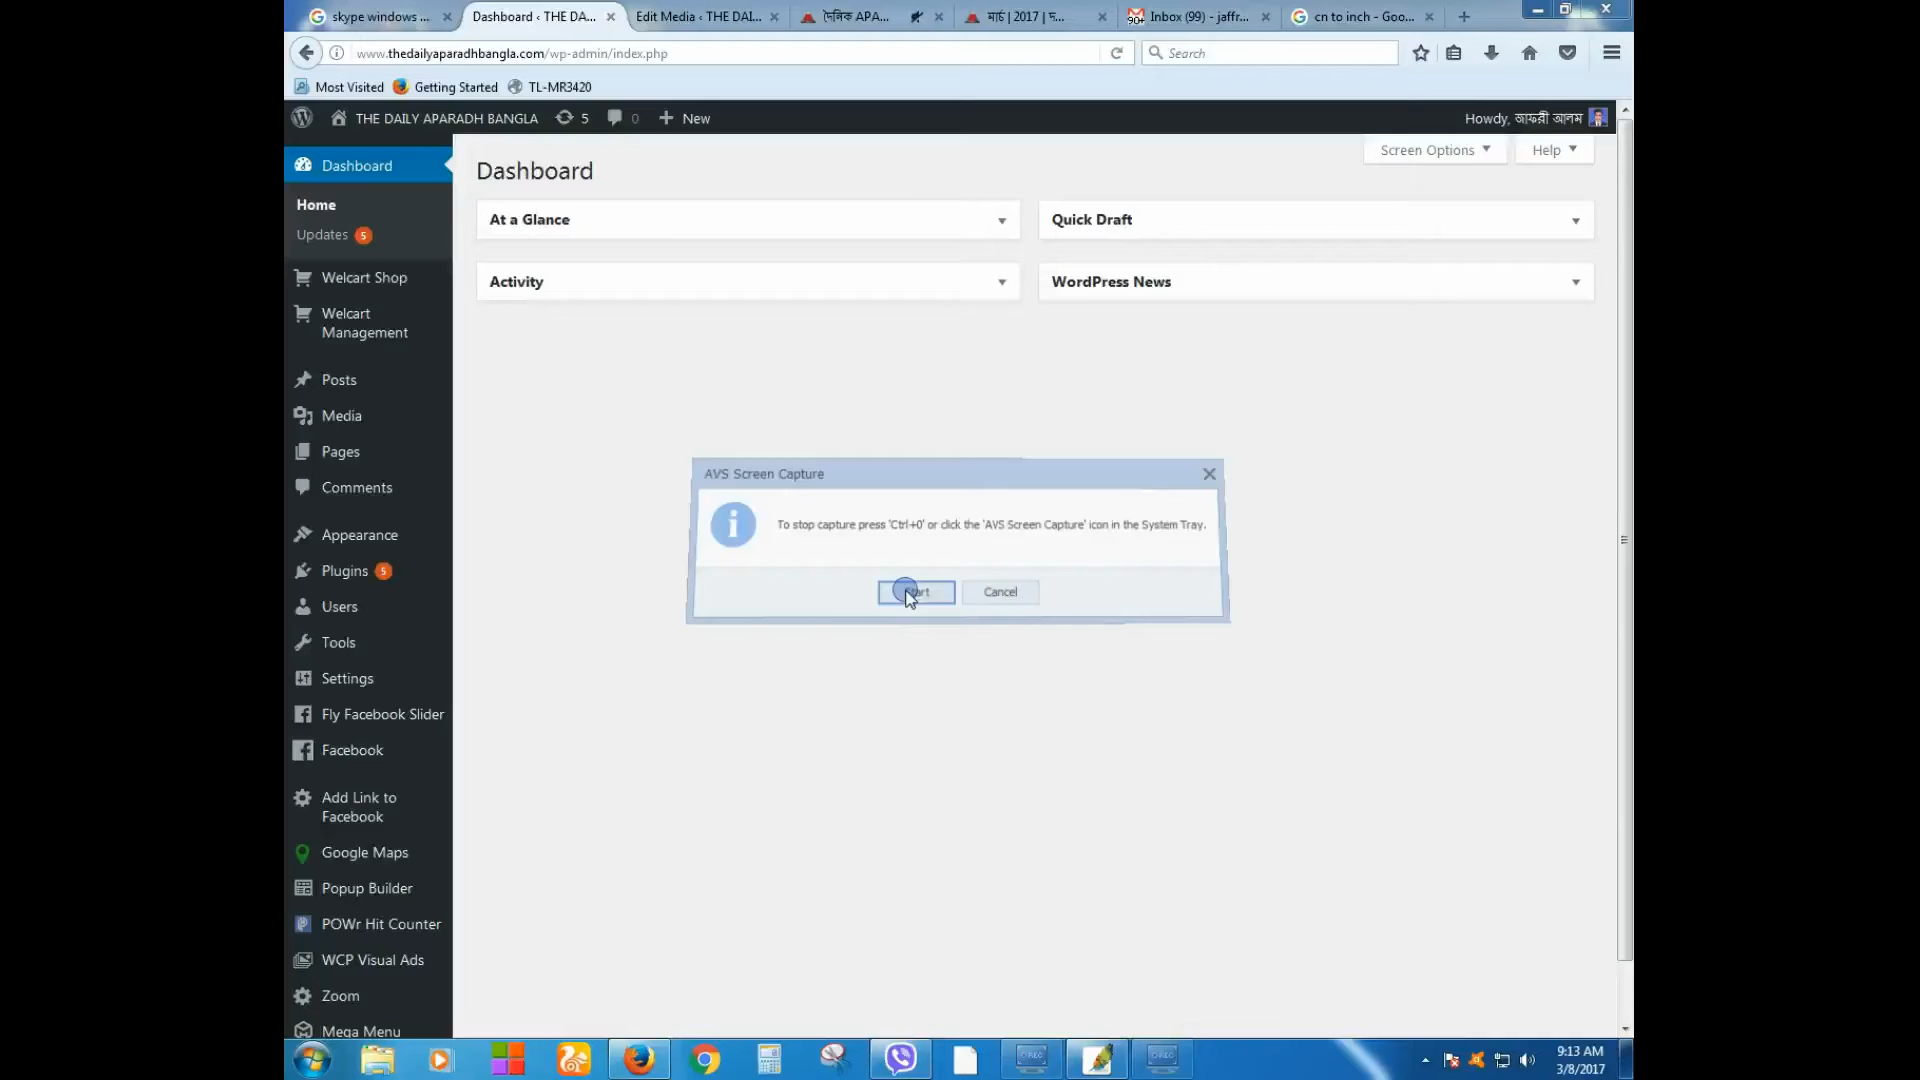 skype windows ...
Dashboard ‹ THE DA...
Edit Media ‹ THE DAI...
দৈনিক APA...
মার্চ | 2017 | দ...
Inbox (99) - jaffr...
cn to inch - Goo...
www.thedailyaparadhbangla.com/wp-admin/index.php
Search
Most Visited
Getting Started
TL-MR3420
THE DAILY APARADH BANGLA
5
0
New
Howdy, জাফরী আলম
Dashboard
Screen Options
Help
Dashboard
Home
Updates 5
At a Glance
Quick Draft
Activity
WordPress News
Welcart Shop
Welcart
Management
Posts
Media
Pages
Comments
Appearance
Plugins 5
Users
Tools
Settings
Fly Facebook Slider
Facebook
Add Link to
Facebook
Google Maps
Popup Builder
POWr Hit Counter
WCP Visual Ads
Zoom
Mega Menu
AVS Screen Capture
To stop capture press 'Ctrl+0' or click the 'AVS Screen Capture' icon in the System Tray.
Start
Cancel
9:13 AM
3/8/2017